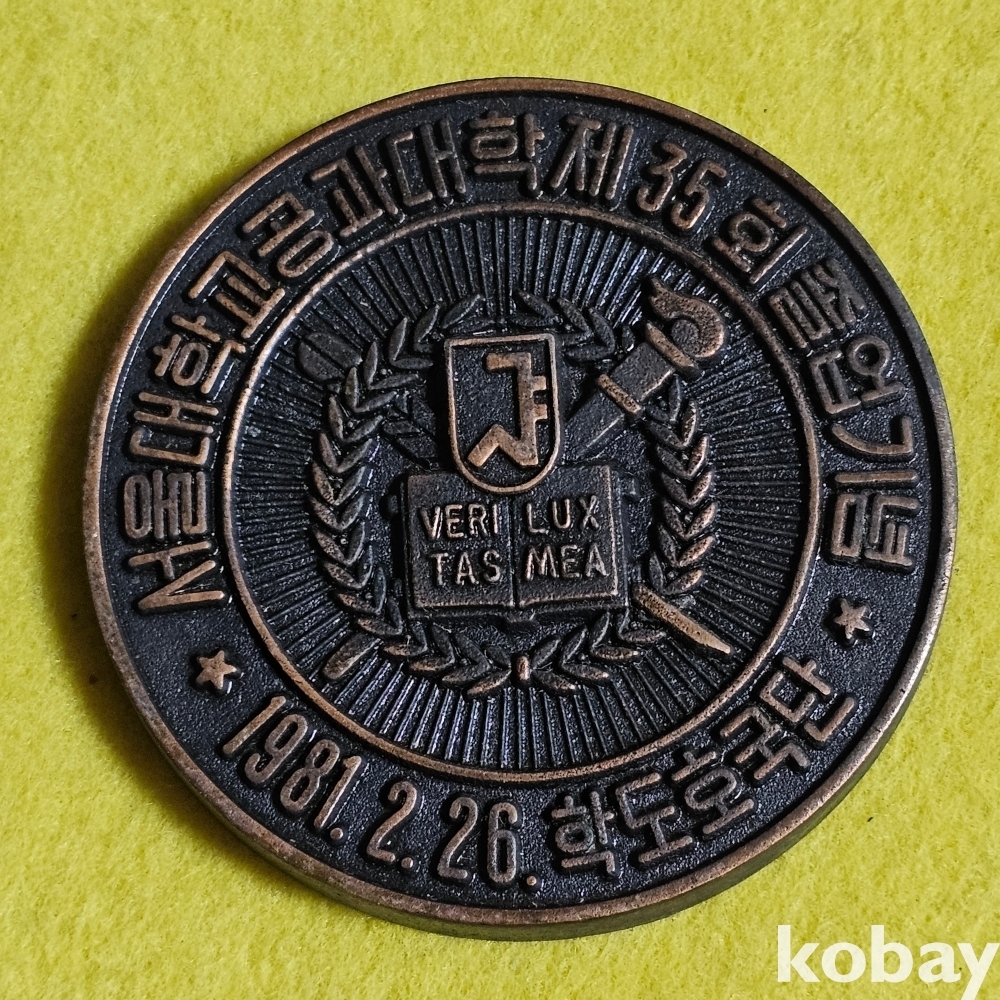 서울대학교공과대학제35회졸업기념
VERI LUX
TAS MEA
1981. 2. 26. 학도호국단
kobay